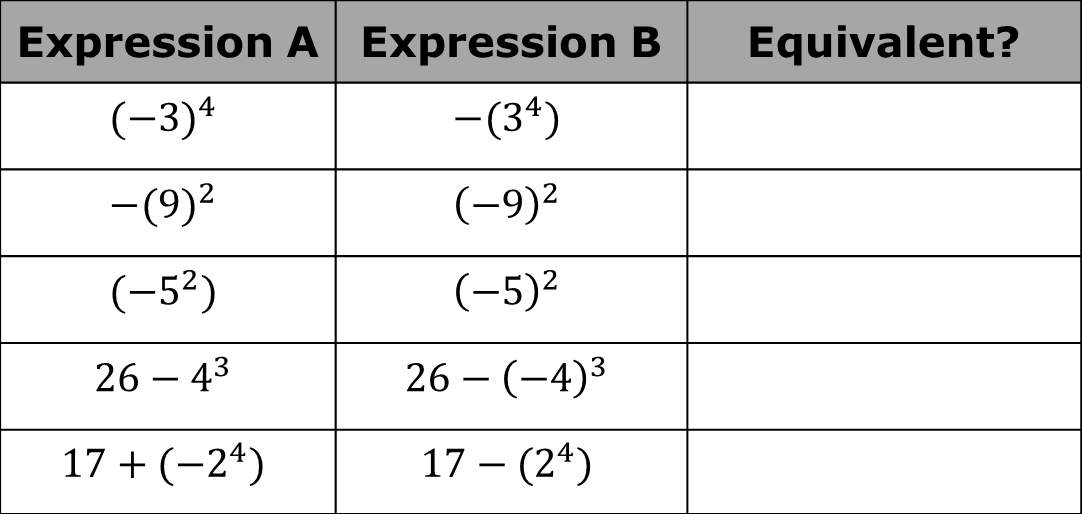 Expression A Expression B Equivalent?
(−3)⁴ −(3⁴)
−(9)² (−9)²
(−5²) (−5)²
26 − 4³ 26 − (−4)³
17 + (−2⁴) 17 − (2⁴)